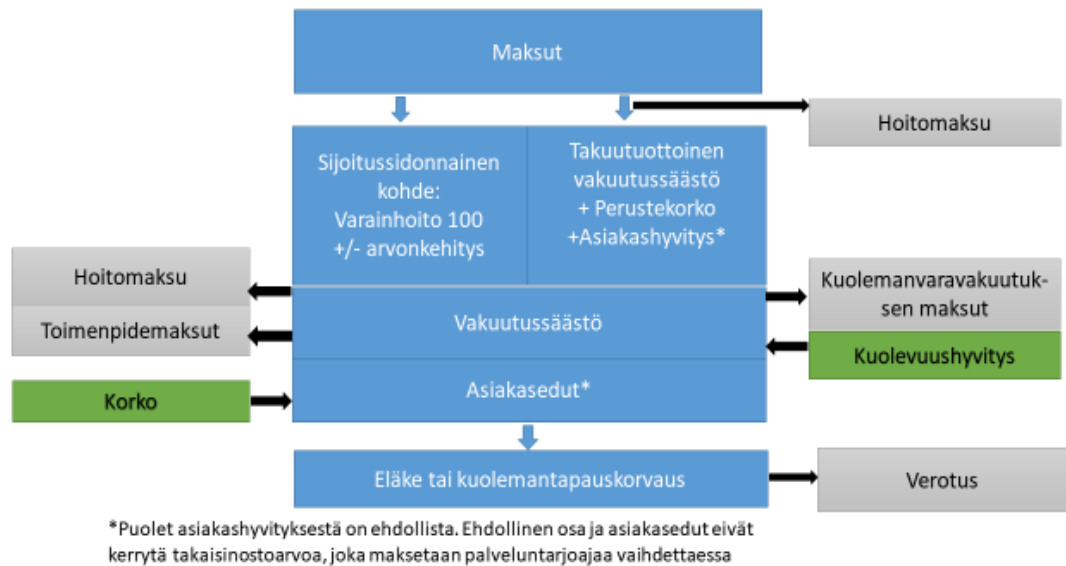 Maksut
Hoitomaksu
Sijoitussidonnainen
kohde:
Varainhoito 100
+/- arvonkehitys
Takuutuottoinen
vakuutussäästö
+ Perustekorko
+Asiakashyvitys*
Hoitomaksu
Toimenpidemaksut
Vakuutussäästö
Kuolemanvaravakuutuk-
sen maksut
Kuolevuushyvitys
Korko
Asiakasedut*
Eläke tai kuolemantapauskorvaus
Verotus
*Puolet asiakashyvityksestä on ehdollista. Ehdollinen osa ja asiakasedut eivät
kerrytä takaisinostoarvoa, joka maksetaan palveluntarjoajaa vaihdettaessa